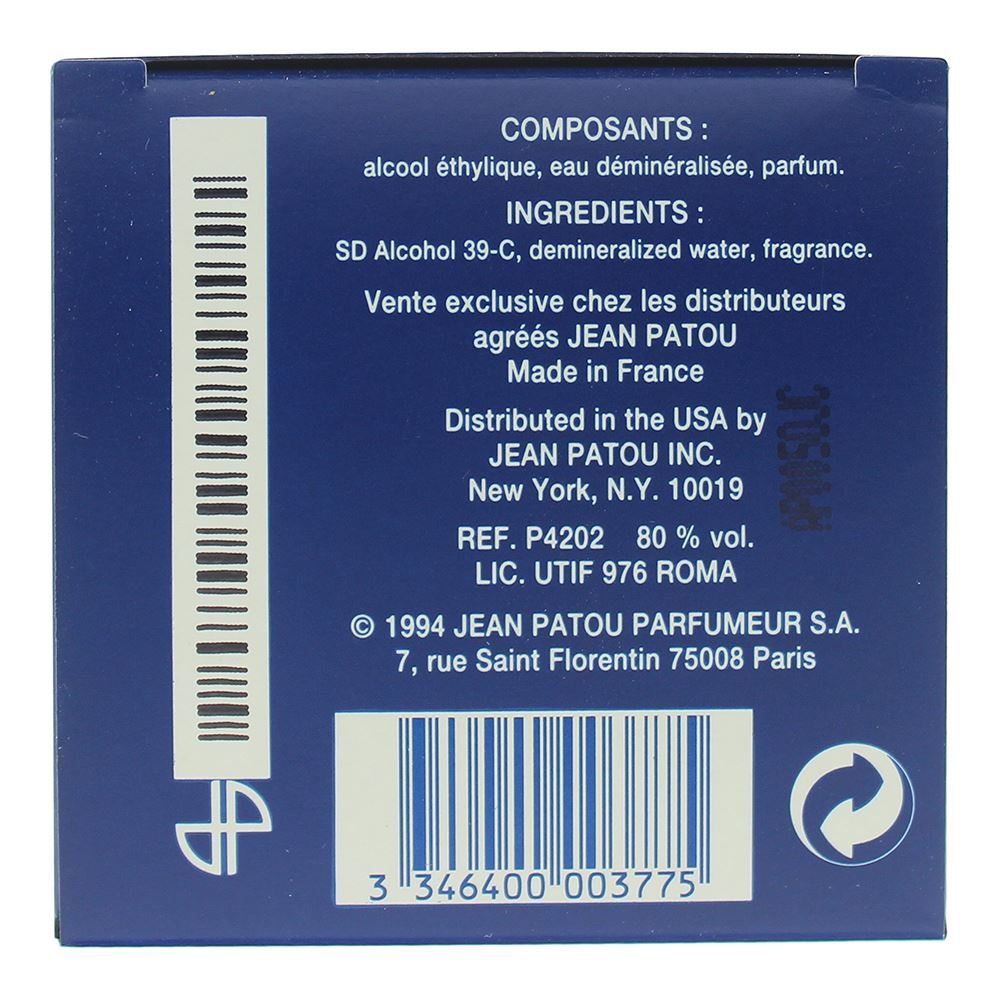 COMPOSANTS :
alcool éthylique, eau déminéralisée, parfum.
INGREDIENTS :
SD Alcohol 39-C, demineralized water, fragrance.
Vente exclusive chez les distributeurs
agréés JEAN PATOU
Made in France
Distributed in the USA by
JEAN PATOU INC.
New York, N.Y. 10019
REF. P4202 80 % vol.
LIC. UTIF 976 ROMA
© 1994 JEAN PATOU PARFUMEUR S.A.
7, rue Saint Florentin 75008 Paris
3 346400 003775